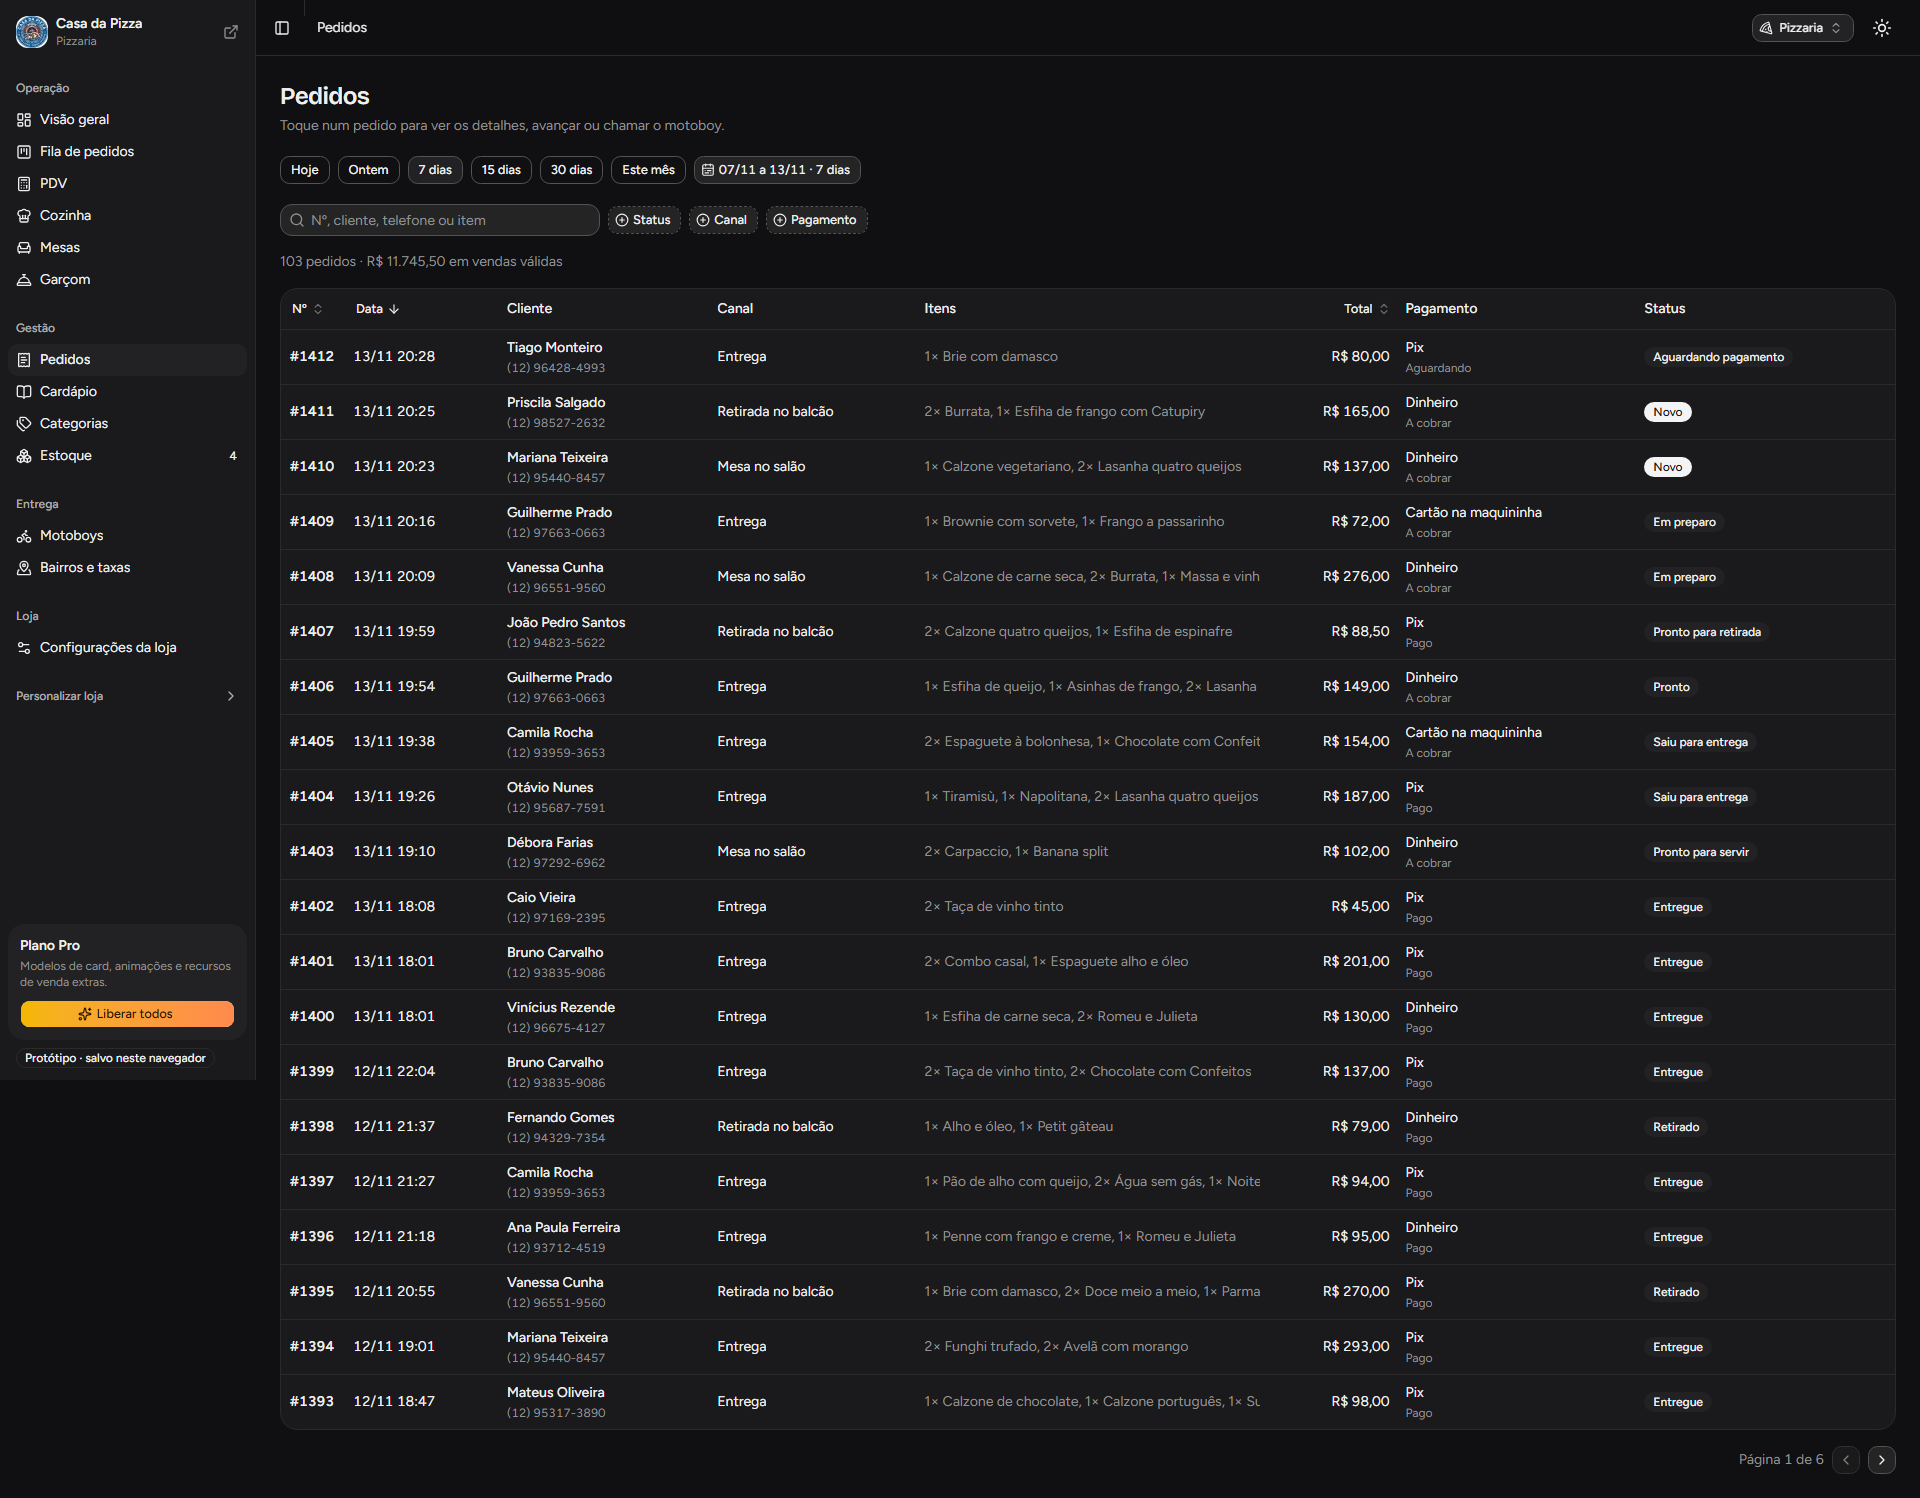 Casa da Pizza
Pizzaria
Operação
Visão geral
Fila de pedidos
PDV
Cozinha
Mesas
Garçom
Gestão
Pedidos
Cardápio
Categorias
Estoque 4
Entrega
Motoboys
Bairros e taxas
Loja
Configurações da loja
Personalizar loja
Plano Pro
Modelos de card, animações e recursos
de venda extras.
Liberar todos
Protótipo · salvo neste navegador
Pedidos
Pizzaria
Pedidos
Toque num pedido para ver os detalhes, avançar ou chamar o motoboy.
Hoje Ontem 7 dias 15 dias 30 dias Este mês 07/11 a 13/11 · 7 dias
Nº, cliente, telefone ou item Status Canal Pagamento
103 pedidos · R$ 11.745,50 em vendas válidas
Nº Data Cliente Canal Itens Total Pagamento Status
#1412 13/11 20:28 Tiago Monteiro Entrega 1× Brie com damasco R$ 80,00 Pix Aguardando pagamento
(12) 96428-4993 Aguardando
#1411 13/11 20:25 Priscila Salgado Retirada no balcão 2× Burrata, 1× Esfiha de frango com Catupiry R$ 165,00 Dinheiro Novo
(12) 98527-2632 A cobrar
#1410 13/11 20:23 Mariana Teixeira Mesa no salão 1× Calzone vegetariano, 2× Lasanha quatro queijos R$ 137,00 Dinheiro Novo
(12) 95440-8457 A cobrar
#1409 13/11 20:16 Guilherme Prado Entrega 1× Brownie com sorvete, 1× Frango a passarinho R$ 72,00 Cartão na maquininha Em preparo
(12) 97663-0663 A cobrar
#1408 13/11 20:09 Vanessa Cunha Mesa no salão 1× Calzone de carne seca, 2× Burrata, 1× Massa e vinh R$ 276,00 Dinheiro Em preparo
(12) 96551-9560 A cobrar
#1407 13/11 19:59 João Pedro Santos Retirada no balcão 2× Calzone quatro queijos, 1× Esfiha de espinafre R$ 88,50 Pix Pronto para retirada
(12) 94823-5622 Pago
#1406 13/11 19:54 Guilherme Prado Entrega 1× Esfiha de queijo, 1× Asinhas de frango, 2× Lasanha R$ 149,00 Dinheiro Pronto
(12) 97663-0663 A cobrar
#1405 13/11 19:38 Camila Rocha Entrega 2× Espaguete à bolonhesa, 1× Chocolate com Confeit R$ 154,00 Cartão na maquininha Saiu para entrega
(12) 93959-3653 A cobrar
#1404 13/11 19:26 Otávio Nunes Entrega 1× Tiramisù, 1× Napolitana, 2× Lasanha quatro queijos R$ 187,00 Pix Saiu para entrega
(12) 95687-7591 Pago
#1403 13/11 19:10 Débora Farias Mesa no salão 2× Carpaccio, 1× Banana split R$ 102,00 Dinheiro Pronto para servir
(12) 97292-6962 A cobrar
#1402 13/11 18:08 Caio Vieira Entrega 2× Taça de vinho tinto R$ 45,00 Pix Entregue
(12) 97169-2395 Pago
#1401 13/11 18:01 Bruno Carvalho Entrega 2× Combo casal, 1× Espaguete alho e óleo R$ 201,00 Pix Entregue
(12) 93835-9086 Pago
#1400 13/11 18:01 Vinícius Rezende Entrega 1× Esfiha de carne seca, 2× Romeu e Julieta R$ 130,00 Dinheiro Entregue
(12) 96675-4127 Pago
#1399 12/11 22:04 Bruno Carvalho Entrega 2× Taça de vinho tinto, 2× Chocolate com Confeitos R$ 137,00 Pix Entregue
(12) 93835-9086 Pago
#1398 12/11 21:37 Fernando Gomes Retirada no balcão 1× Alho e óleo, 1× Petit gâteau R$ 79,00 Dinheiro Retirado
(12) 94329-7354 Pago
#1397 12/11 21:27 Camila Rocha Entrega 1× Pão de alho com queijo, 2× Água sem gás, 1× Noite R$ 94,00 Pix Entregue
(12) 93959-3653 Pago
#1396 12/11 21:18 Ana Paula Ferreira Entrega 1× Penne com frango e creme, 1× Romeu e Julieta R$ 95,00 Dinheiro Entregue
(12) 93712-4519 Pago
#1395 12/11 20:55 Vanessa Cunha Retirada no balcão 1× Brie com damasco, 2× Doce meio a meio, 1× Parma R$ 270,00 Pix Retirado
(12) 96551-9560 Pago
#1394 12/11 19:01 Mariana Teixeira Entrega 2× Funghi trufado, 2× Avelã com morango R$ 293,00 Pix Entregue
(12) 95440-8457 Pago
#1393 12/11 18:47 Mateus Oliveira Entrega 1× Calzone de chocolate, 1× Calzone português, 1× Su R$ 98,00 Pix Entregue
(12) 95317-3890 Pago
Página 1 de 6